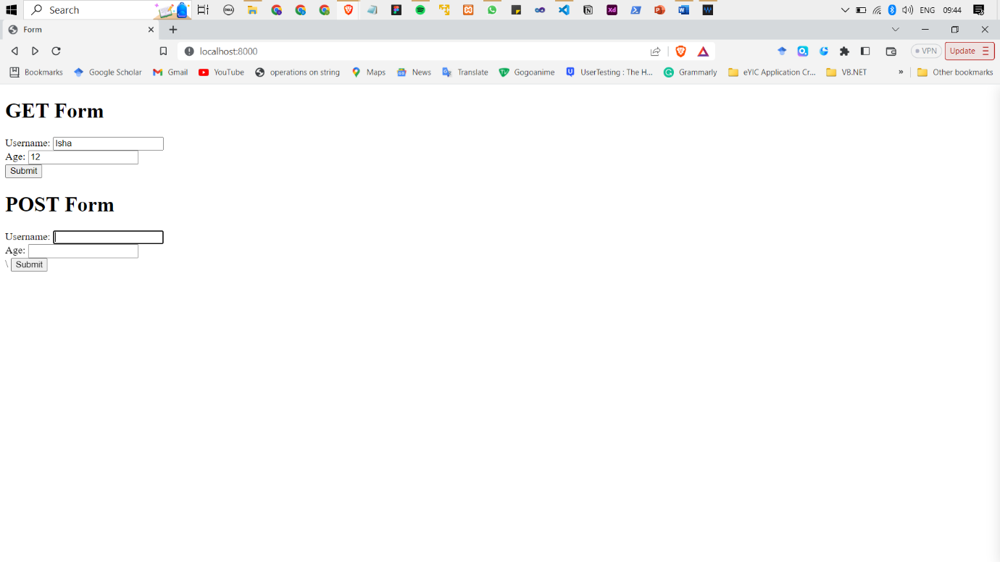 Search
DELL
Xd
ENG
09:44
Form
localhost:8000
VPN
Update
Bookmarks
Google Scholar
Gmail
YouTube
operations on string
Maps
News
Translate
Gogoanime
UserTesting : The H...
Grammarly
eYIC Application Cr...
VB.NET
»
Other bookmarks
GET Form
Username: Isha
Age: 12
Submit
POST Form
Username:
Age:
\ Submit